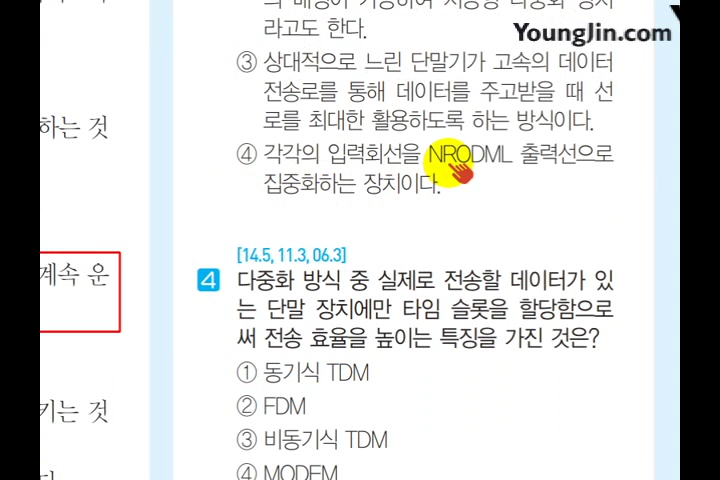 YoungJin.com
라고도 한다.
③ 상대적으로 느린 단말기가 고속의 데이터
전송로를 통해 데이터를 주고받을 때 선
로를 최대한 활용하도록 하는 방식이다.
④ 각각의 입력회선을 NRODML 출력선으로
집중화하는 장치이다.
하는 것
계속 운
키는 것
[14.5, 11.3, 06.3]
4 다중화 방식 중 실제로 전송할 데이터가 있
는 단말 장치에만 타임 슬롯을 할당함으로
써 전송 효율을 높이는 특징을 가진 것은?
① 동기식 TDM
② FDM
③ 비동기식 TDM
④ MODEM